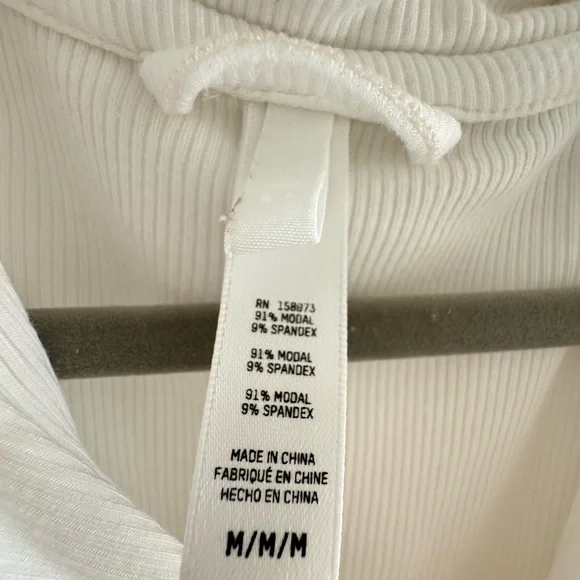 RN 158973
91% MODAL
9% SPANDEX
91% MODAL
9% SPANDEX
91% MODAL
9% SPANDEX
MADE IN CHINA
FABRIQUÉ EN CHINE
HECHO EN CHINA
M/M/M